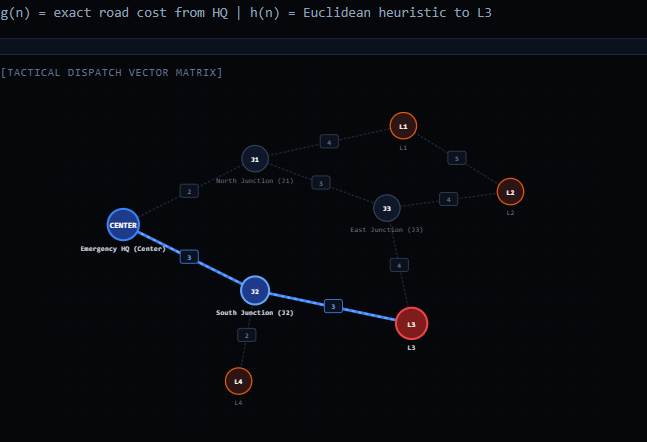 g(n) = exact road cost from HQ | h(n) = Euclidean heuristic to L3
[TACTICAL DISPATCH VECTOR MATRIX]
L1
4
L1
J1
5
North Junction (J1)
3
2
L2
4
J3
L2
CENTER
East Junction (J3)
Emergency HQ (Center)
3
4
J2
3
South Junction (J2)
L3
2
L3
L4
L4